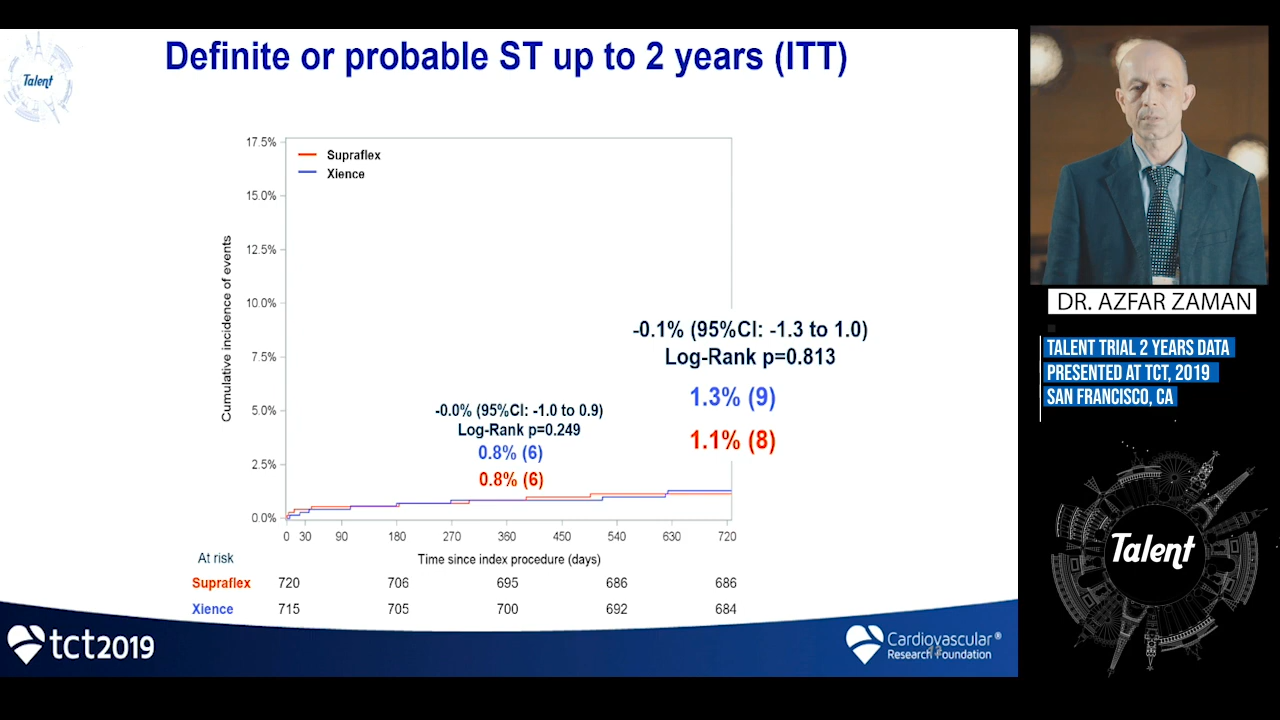 Definite or probable ST up to 2 years (ITT)
Talent
17.5%
15.0%
12.5%
10.0%
7.5%
5.0%
2.5%
0.0%
Cumulative incidence of events
Supraflex
Xience
-0.1% (95%CI: -1.3 to 1.0)
Log-Rank p=0.813
1.3% (9)
1.1% (8)
-0.0% (95%CI: -1.0 to 0.9)
Log-Rank p=0.249
0.8% (6)
0.8% (6)
0 30 90 180 270 360 450 540 630 720
Time since index procedure (days)
At risk
Supraflex 720 706 695 686 686
Xience 715 705 700 692 684
tct2019
Cardiovascular®
Research Foundation
DR. AZFAR ZAMAN
TALENT TRIAL 2 YEARS DATA
PRESENTED AT TCT, 2019
SAN FRANCISCO, CA
Talent